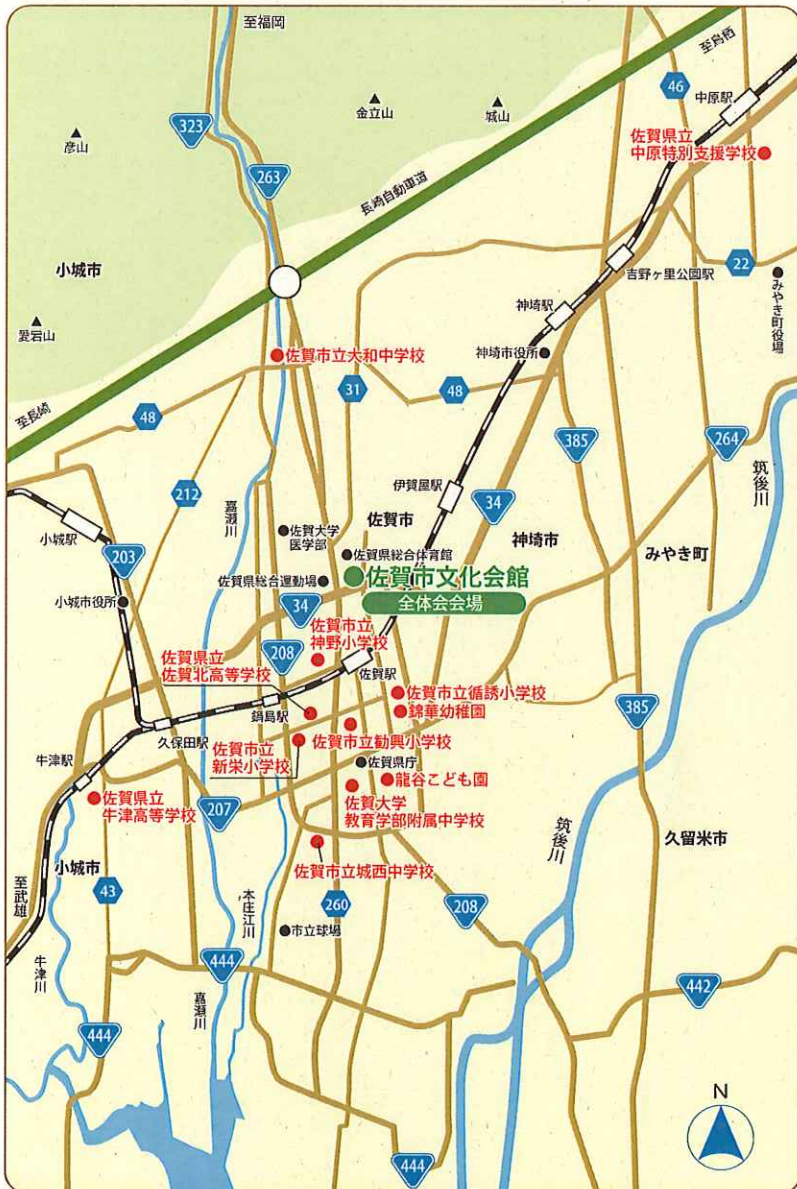 至福岡
至鳥栖
46
中原駅
金立山
城山
323
彦山
佐賀県立
中原特別支援学校
263
長崎自動車道
小城市
吉野ヶ里公園駅
22
みやき町役場
神埼駅
愛宕山
佐賀市立大和中学校
神埼市役所
31
48
至長崎
48
385
264
筑後川
212
伊賀屋駅
34
嘉瀬川
小城駅
佐賀大学
医学部
佐賀市
神埼市
みやき町
203
佐賀県総合体育館
佐賀市文化会館
全体会会場
佐賀県総合運動場
小城市役所
34
佐賀市立
神野小学校
208
佐賀県立
佐賀北高等学校
佐賀駅
佐賀市立循誘小学校
錦華幼稚園
385
鍋島駅
久保田駅
佐賀市立勧興小学校
佐賀市立
新栄小学校
牛津駅
佐賀県庁
龍谷こども園
佐賀県立
牛津高等学校
207
佐賀大学
教育学部附属中学校
筑後川
久留米市
小城市
佐賀市立城西中学校
至武雄
43
本庄江川
260
208
市立球場
牛津川
444
442
嘉瀬川
444
N
444